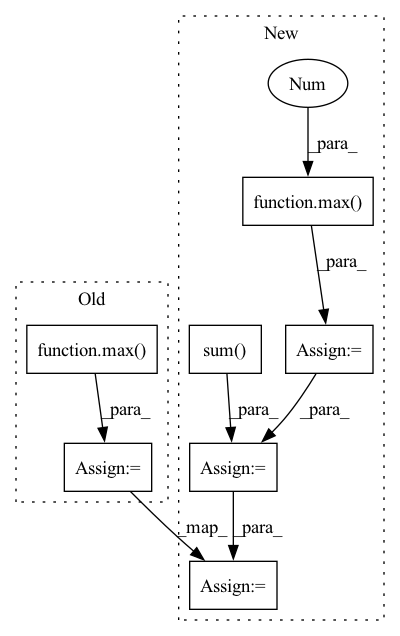 New
Num
_para_
function.max()
_para_
Old
function.max()
sum()
Assign:=
_para_
_para_
_para_
Assign:=
Assign:=
_map_
_para_
Assign:=